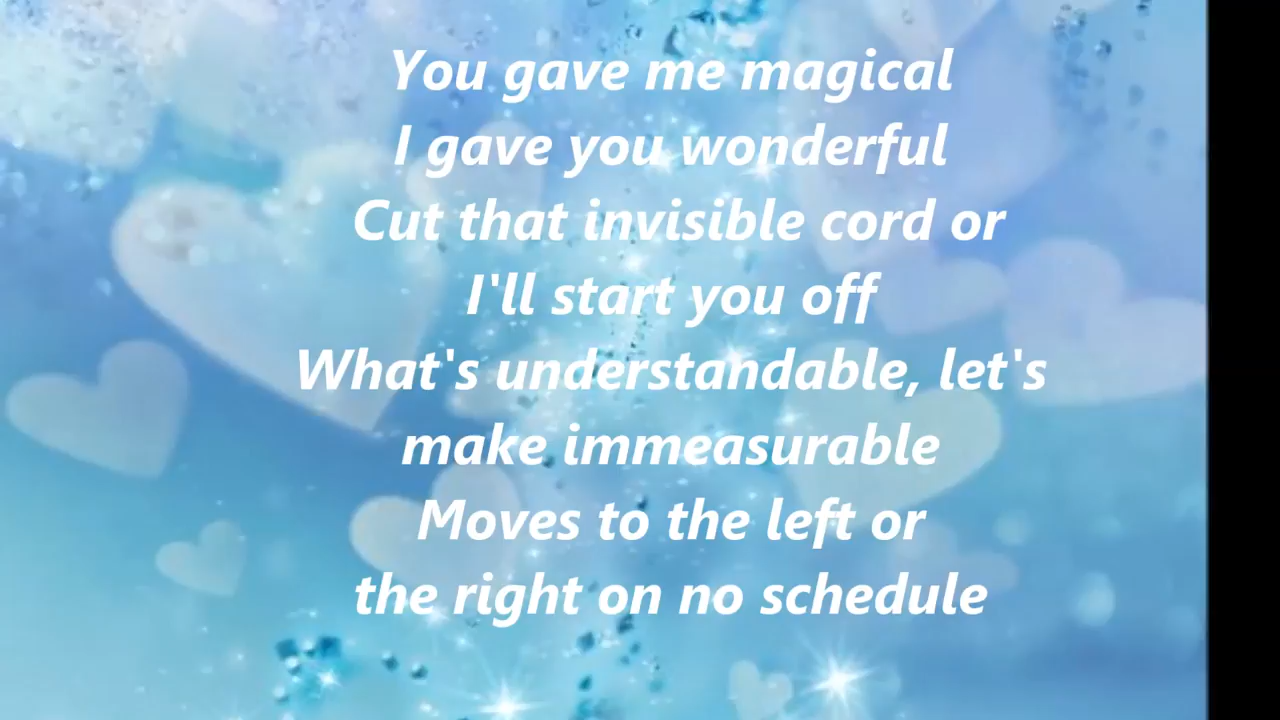 You gave me magical
I gave you wonderful
Cut that invisible cord or
I'll start you off
What's understandable, let's
make immeasurable
Moves to the left or
the right on no schedule